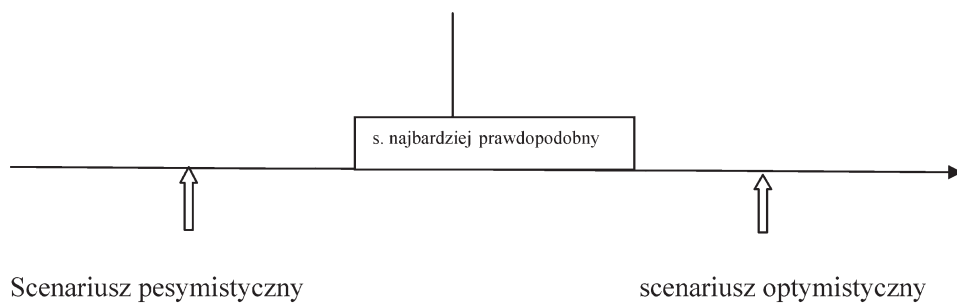 s. najbardziej prawdopodobny
Scenariusz pesymistyczny
scenariusz optymistyczny